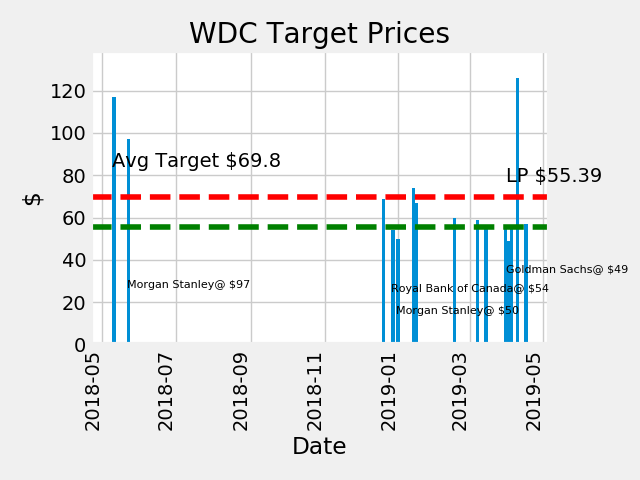 WDC Target Prices
$
120
100
80
60
40
20
0
Avg Target $69.8
LP $55.39
Morgan Stanley@ $97
Goldman Sachs@ $49
Royal Bank of Canada@ $54
Morgan Stanley@ $50
2018-05
2018-07
2018-09
2018-11
2019-01
2019-03
2019-05
Date